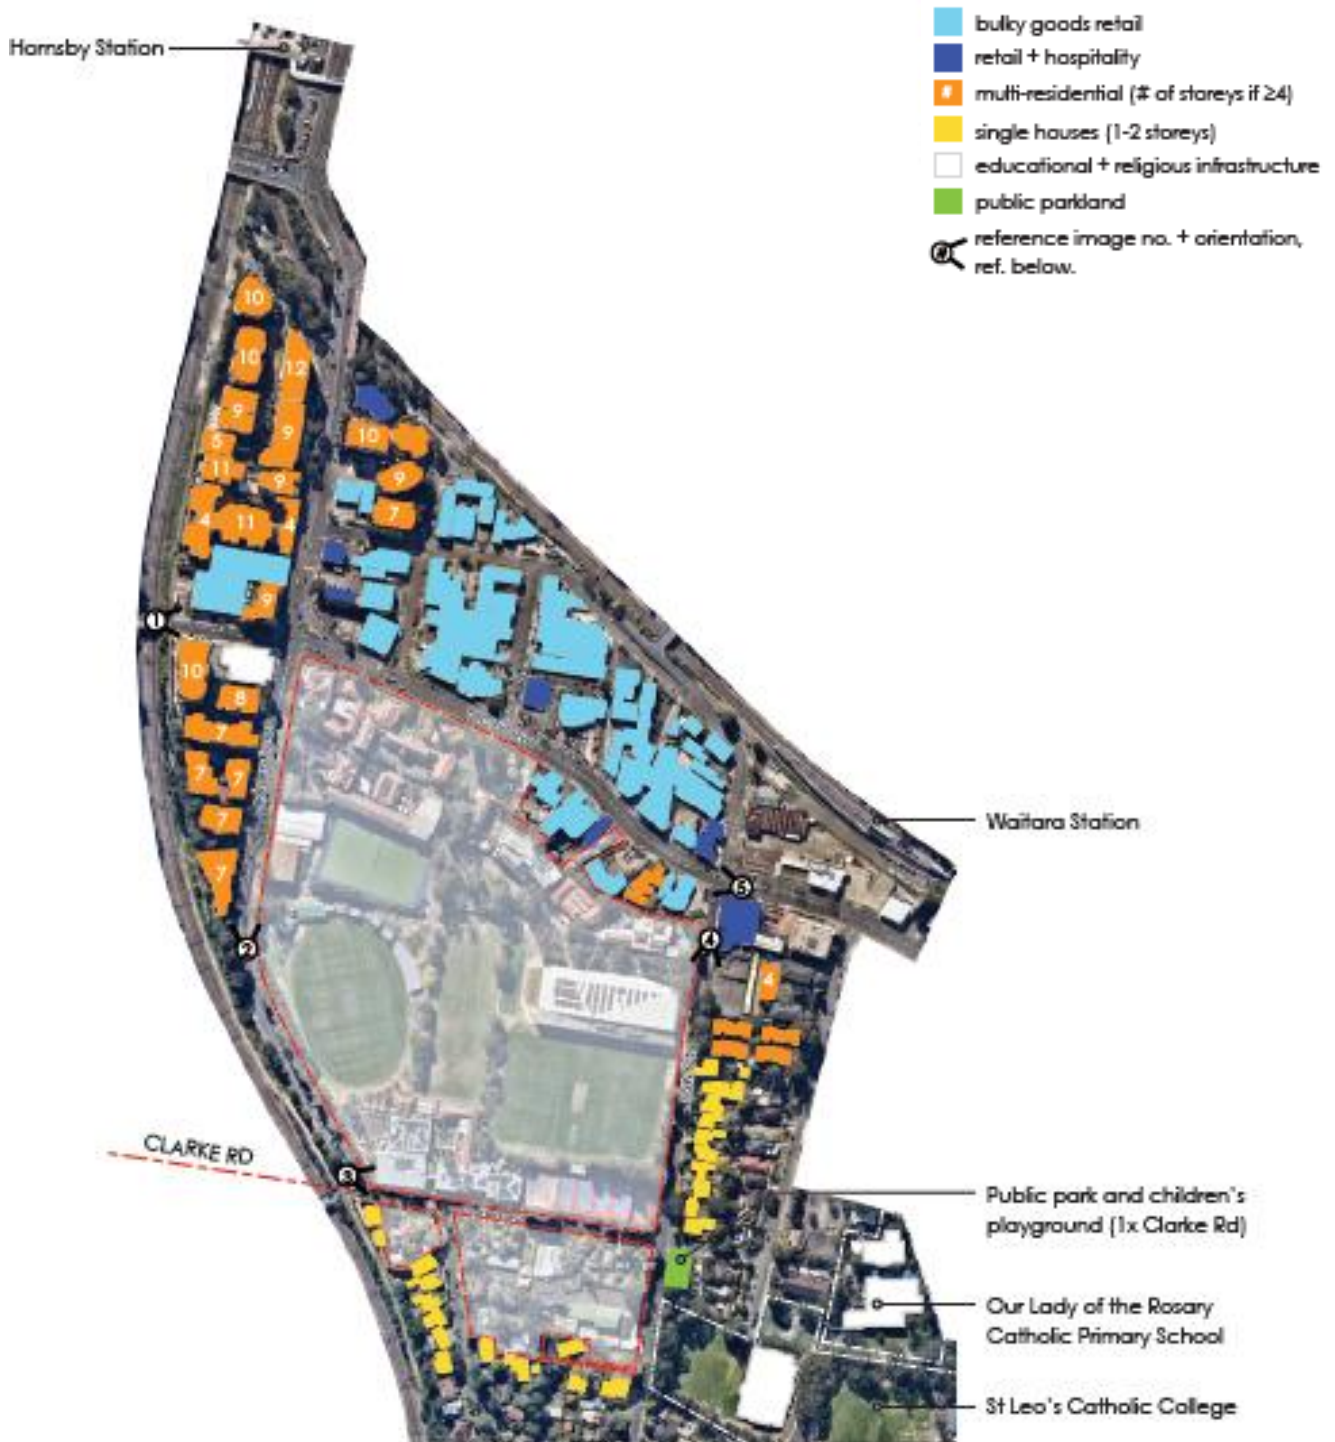 Hornsby Station
bulky goods retail
retail + hospitality
# multi-residential (# of storeys if ≥4)
single houses (1-2 storeys)
educational + religious infrastructure
public parkland
# reference image no. + orientation,
ref. below.
10
10
12
9
9
5
11
9
4
11
4
9
10
9
7
1
10
8
7
7
7
7
7
2
5
4
4
3
Waitara Station
CLARKE RD
Public park and children's
playground (1x Clarke Rd)
Our Lady of the Rosary
Catholic Primary School
St Leo's Catholic College